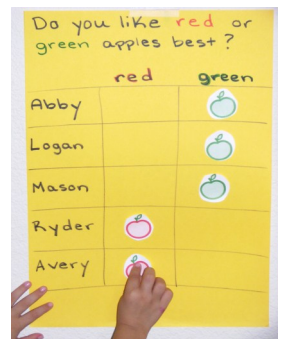 Do you like red or
green apples best?
red green
Abby
Logan
Mason
Ryder
Avery